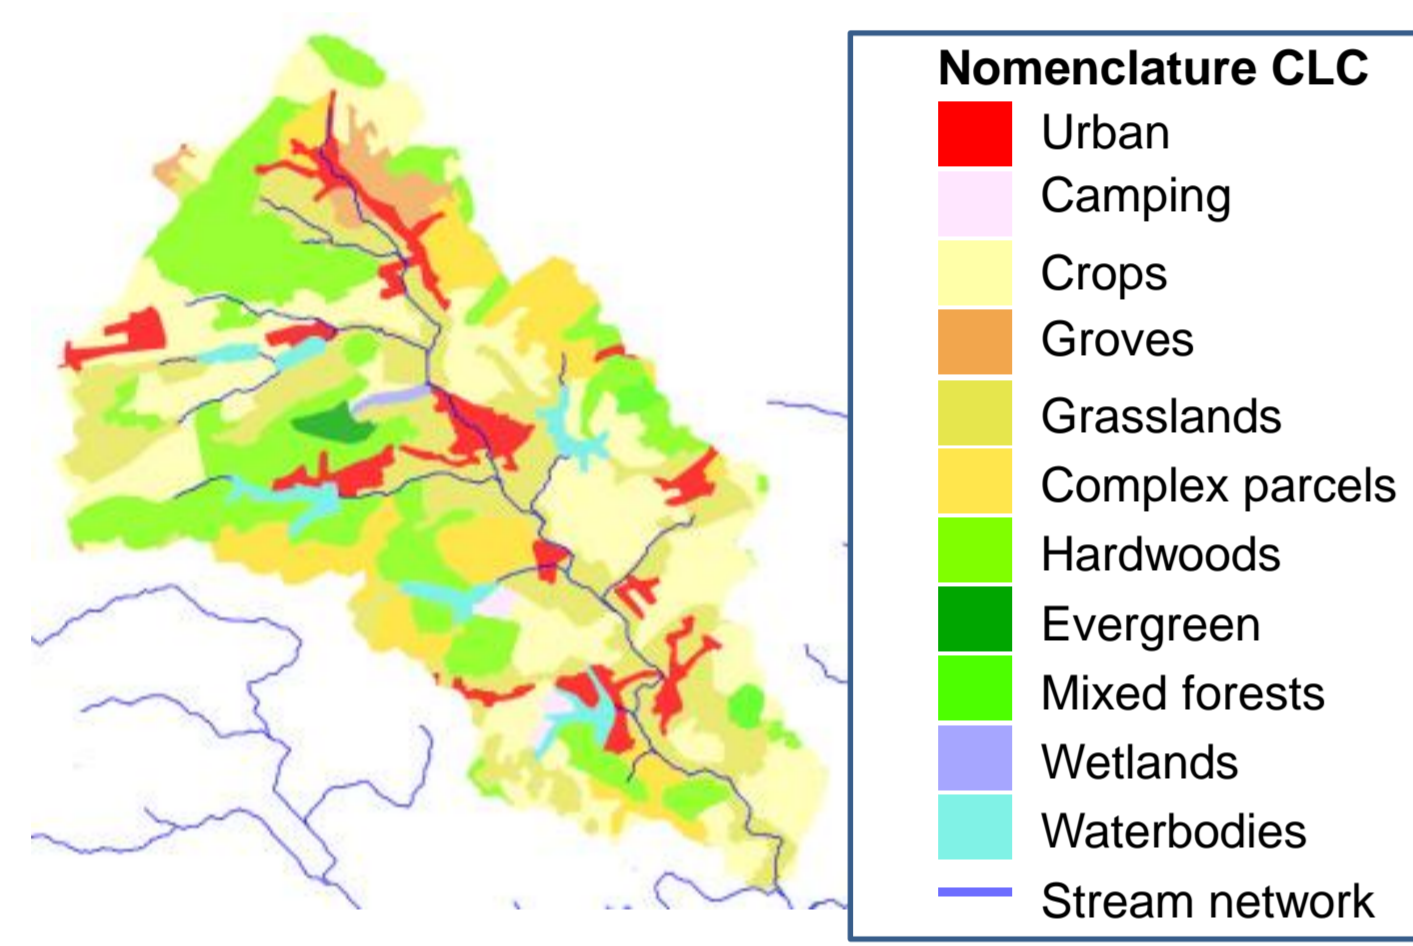 Nomenclature CLC
Urban
Camping
Crops
Groves
Grasslands
Complex parcels
Hardwoods
Evergreen
Mixed forests
Wetlands
Waterbodies
Stream network